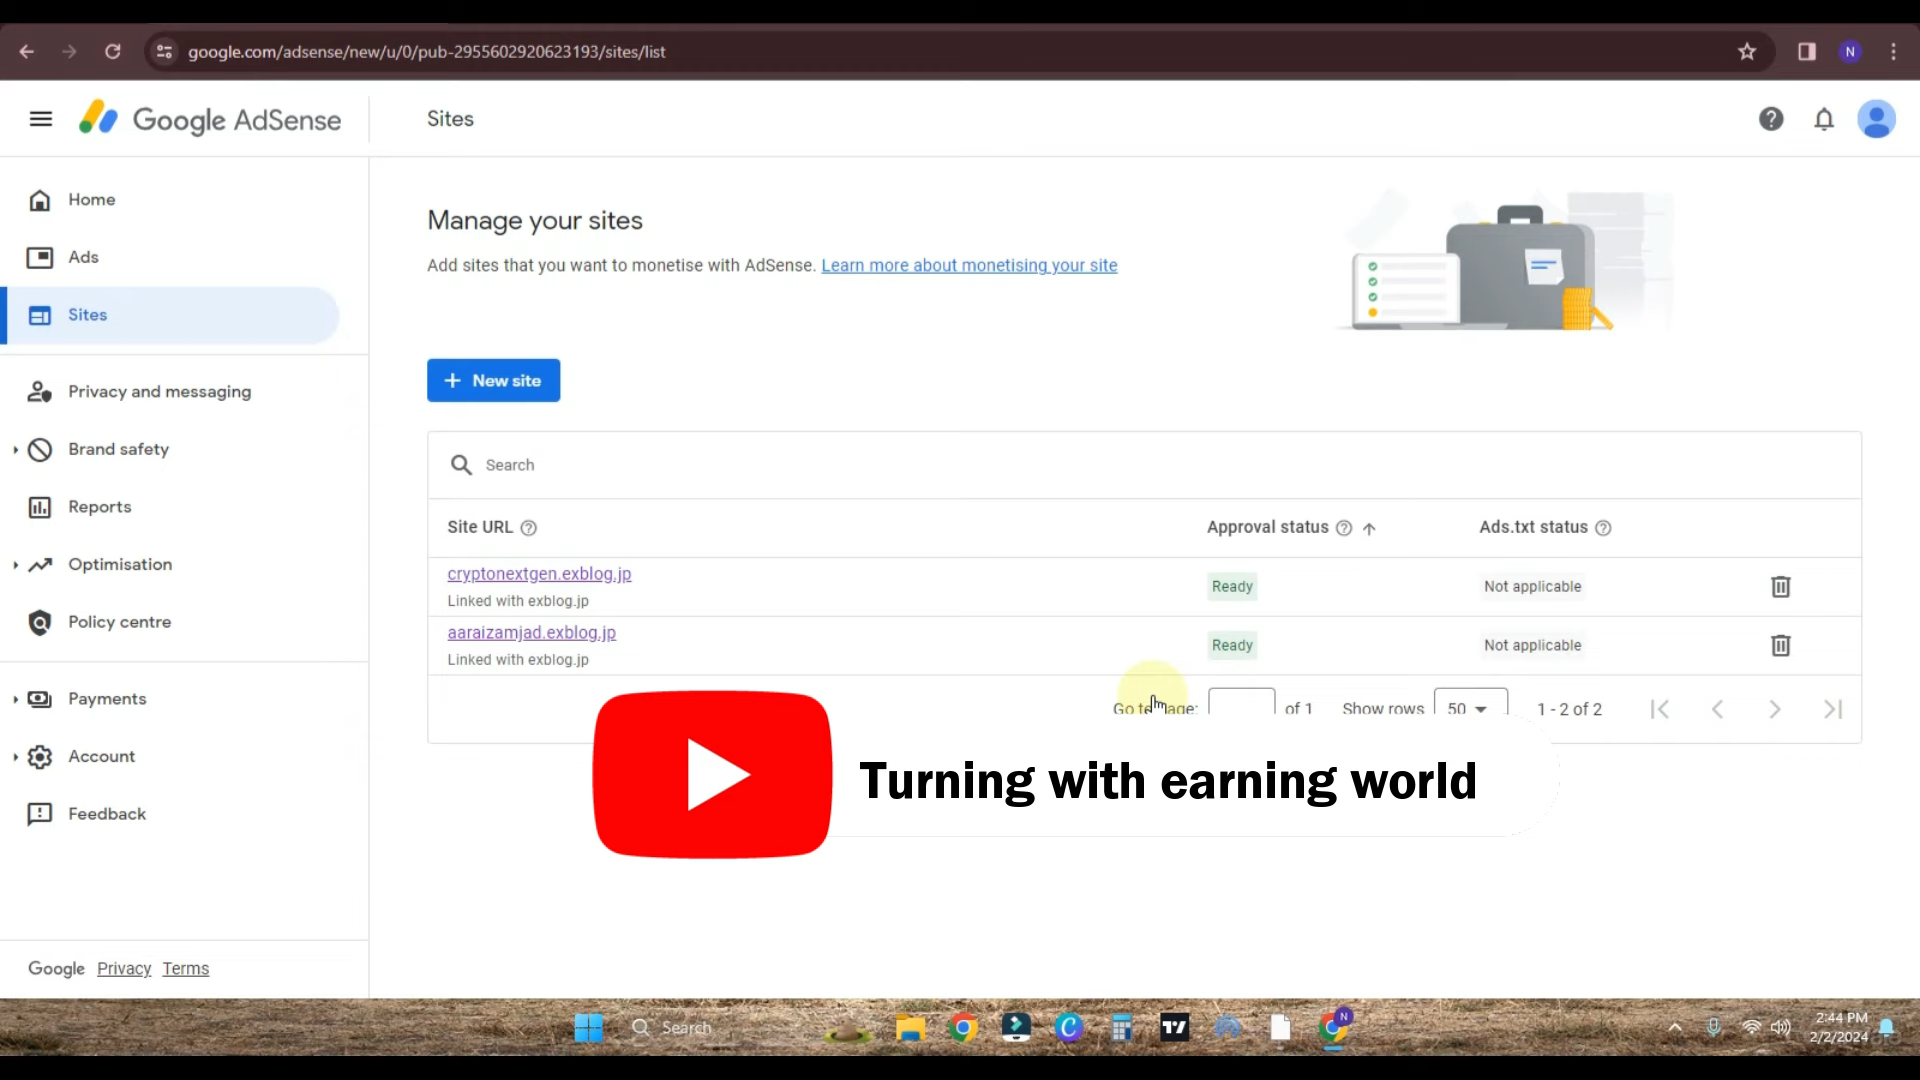 google.com/adsense/new/u/0/pub-2955602920623193/sites/list
N
Google AdSense
Sites
Home
Ads
Sites
Privacy and messaging
Brand safety
Reports
Optimisation
Policy centre
Payments
Account
Feedback
Google Privacy Terms
Manage your sites
Add sites that you want to monetise with AdSense. Learn more about monetising your site
+ New site
Search
Site URL
Approval status
Ads.txt status
cryptonextgen.exblog.jp
Linked with exblog.jp
Ready
Not applicable
aaraizamjad.exblog.jp
Linked with exblog.jp
Ready
Not applicable
of 1
Show rows
50
1 - 2 of 2
Turning with earning world
Search
N
2:44 PM
2/2/2024